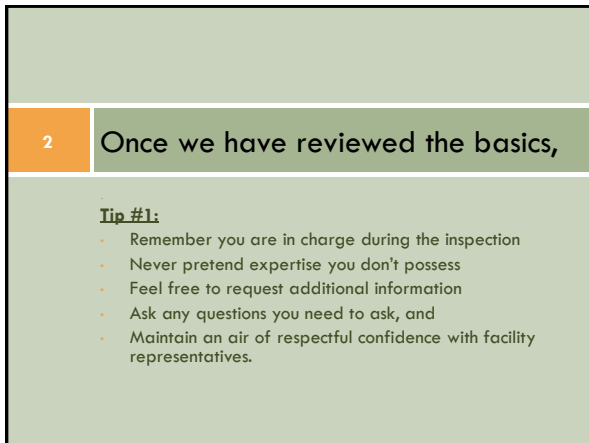 2
Once we have reviewed the basics,
Tip #1:
Remember you are in charge during the inspection
Never pretend expertise you don't possess
Feel free to request additional information
Ask any questions you need to ask, and
Maintain an air of respectful confidence with facility
representatives.